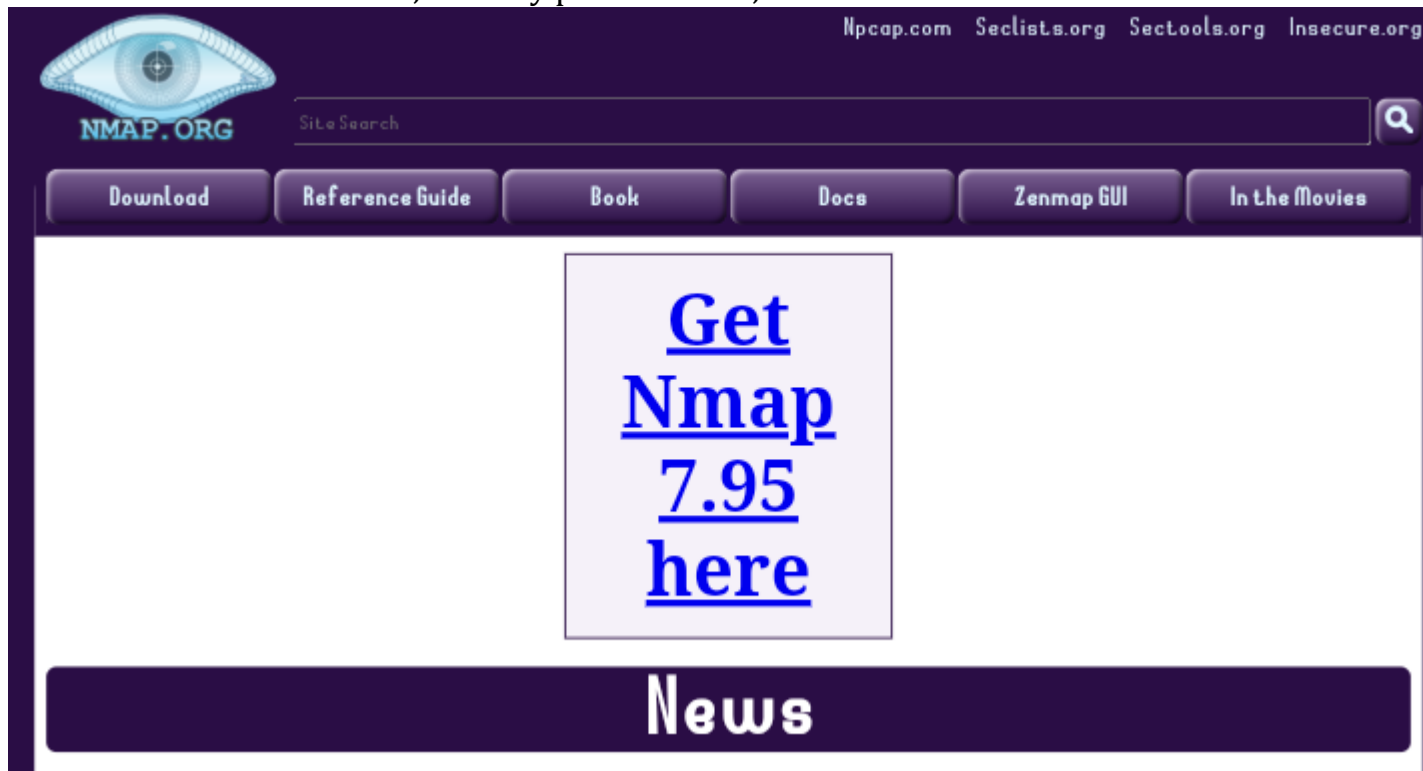 Npcap.com Seclists.org Sectools.org Insecure.org
NMAP.ORG
Site Search
Download Reference Guide Book Docs Zenmap GUI In the Movies
Get
Nmap
7.95
here
News